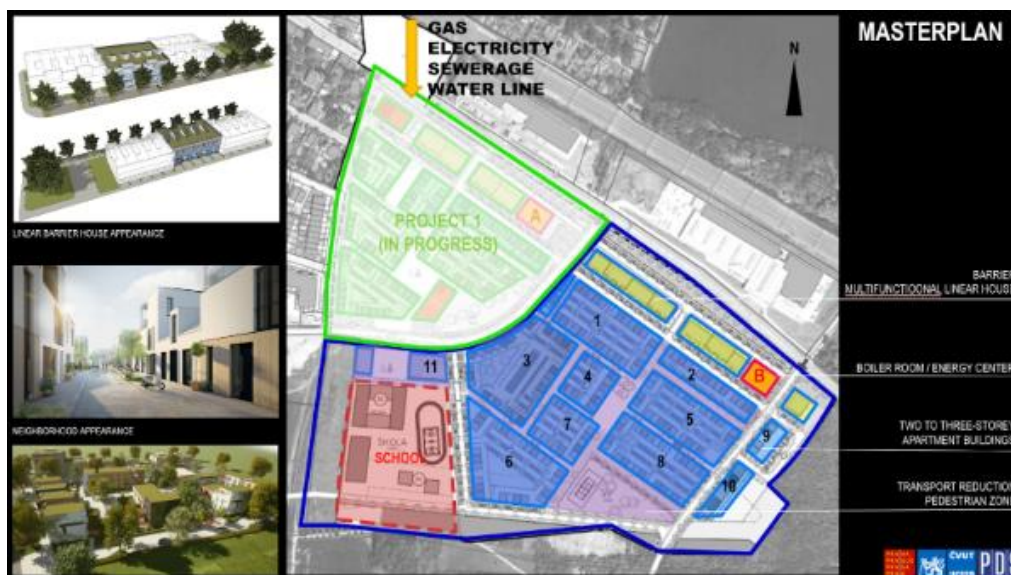 MASTERPLAN
GAS
ELECTRICITY
SEWERAGE
WATER LINE
N
PROJECT 1
(IN PROGRESS)
A
1
2
3
4
5
6
7
8
9
10
11
B
ŠKOLA
SCHOOL
LINEAR BARRIER HOUSE APPEARANCE
NEIGHBORHOOD APPEARANCE
BARRIER
MULTIFUNCTIOONAL LINEAR HOUSE
BOILER ROOM / ENERGY CENTER
TWO TO THREE-STOREY
APARTMENT BUILDINGS
TRANSPORT REDUCTION
PEDESTRIAN ZONE
ČVUT
PDS